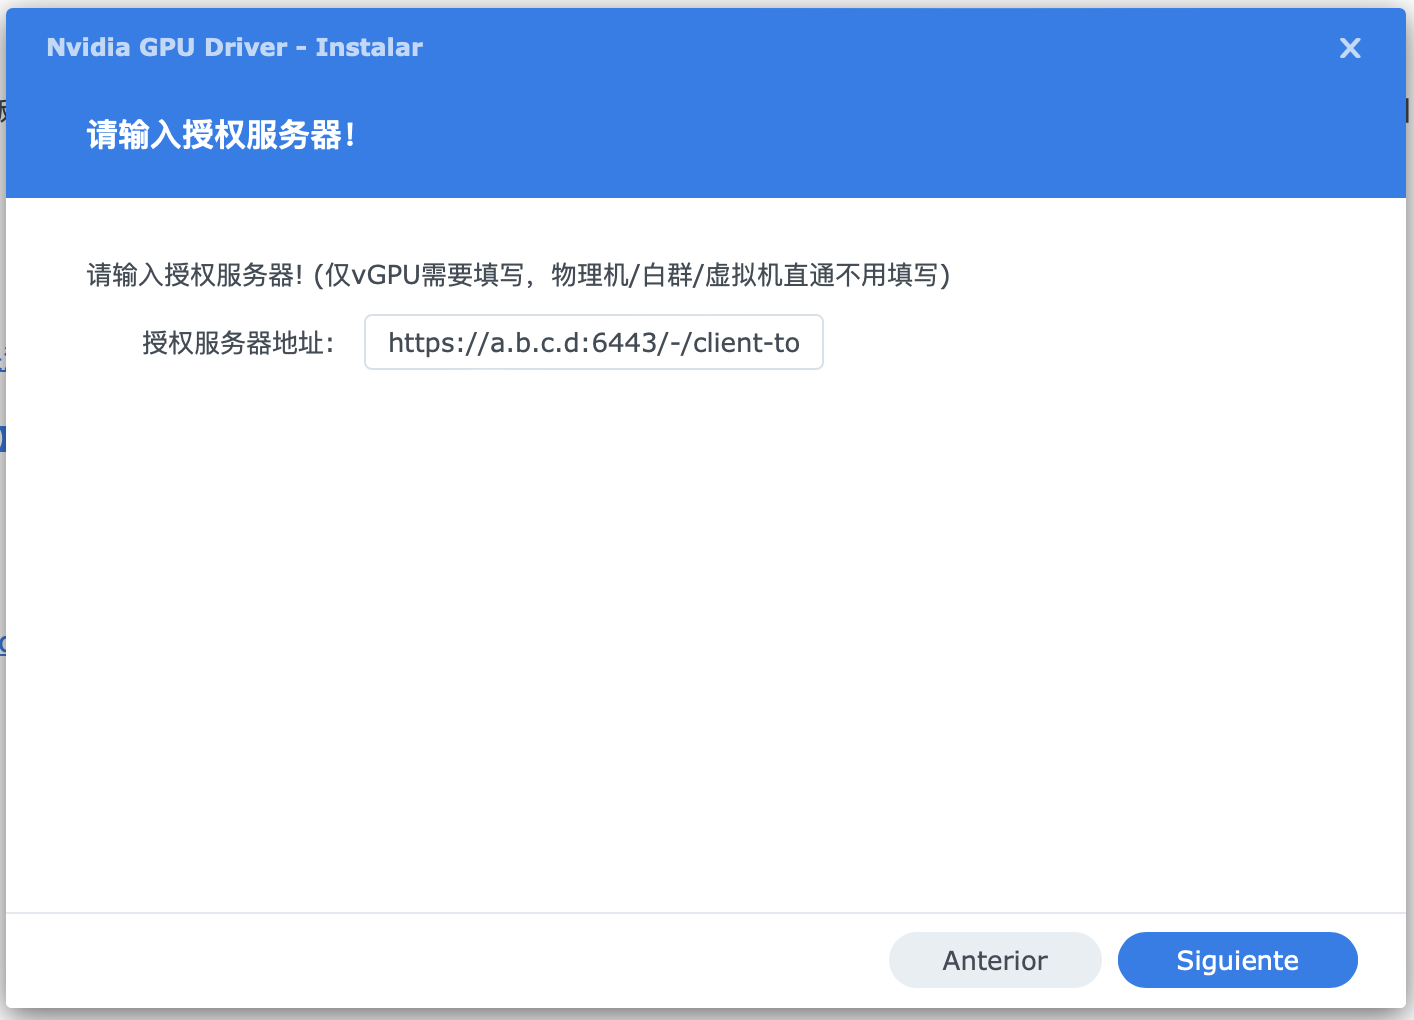 Nvidia GPU Driver - Instalar
请输入授权服务器!
请输入授权服务器! (仅vGPU需要填写，物理机/白群/虚拟机直通不用填写)
授权服务器地址: https://a.b.c.d:6443/-/client-to
Anterior Siguiente